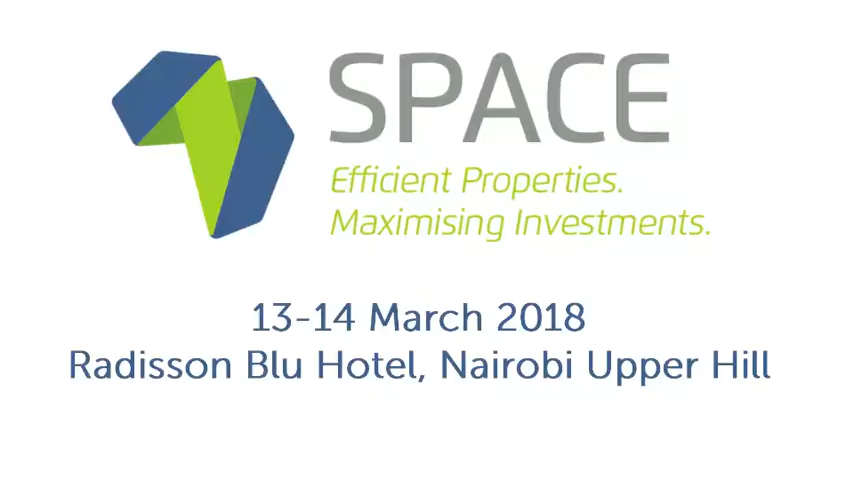 SPACE
Efficient Properties.
Maximising Investments.
13-14 March 2018
Radisson Blu Hotel, Nairobi Upper Hill